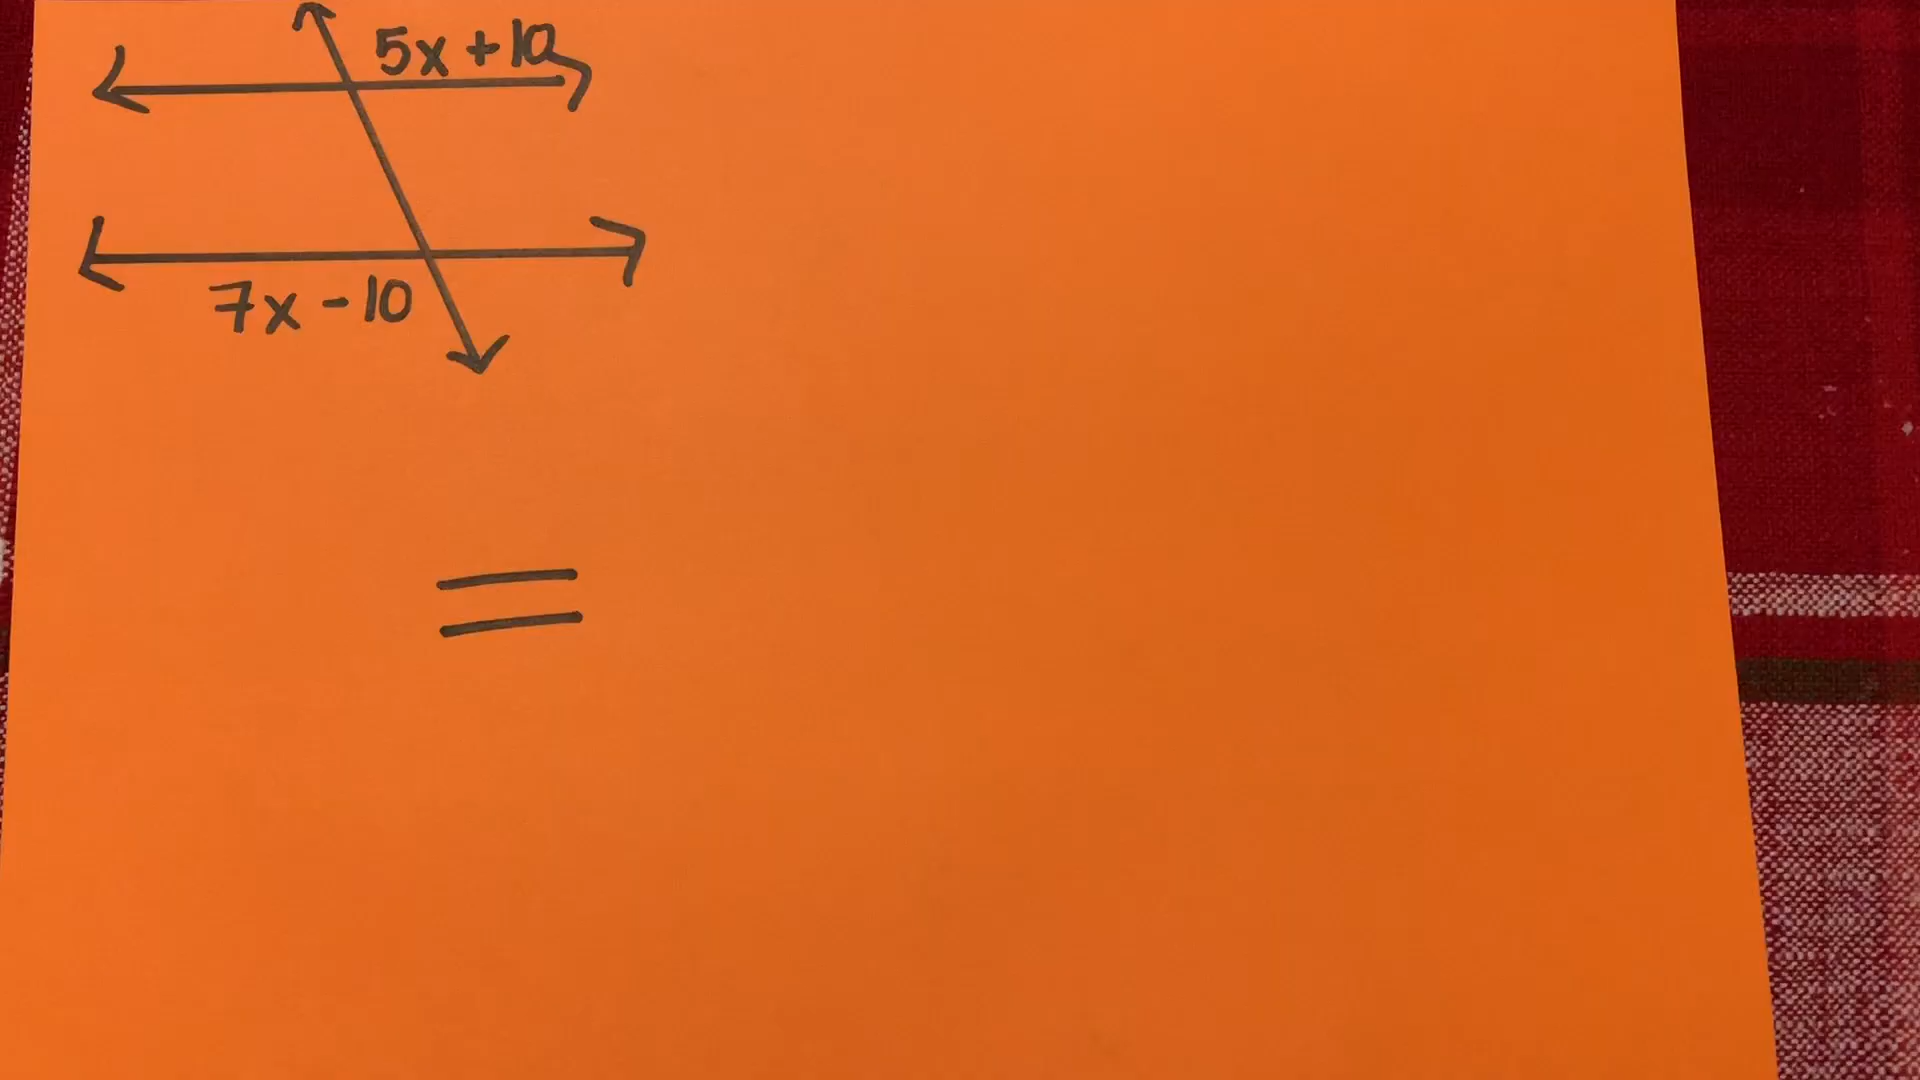 5x + 10
7x - 10
=